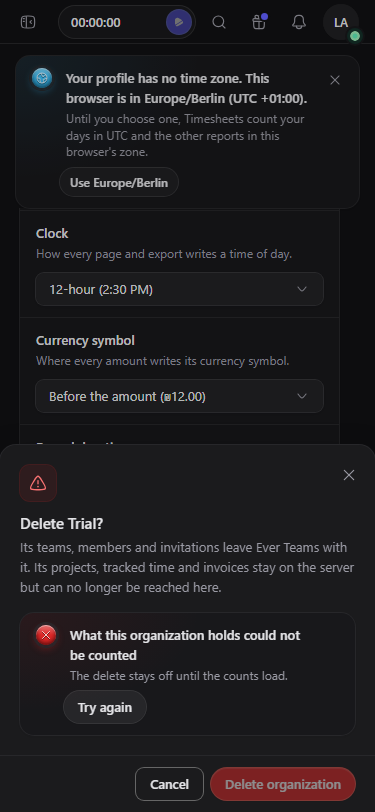 00:00:00
LA
Your profile has no time zone. This
browser is in Europe/Berlin (UTC +01:00).
Until you choose one, Timesheets count your
days in UTC and the other reports in this
browser's zone.
Use Europe/Berlin
Clock
How every page and export writes a time of day.
12-hour (2:30 PM)
Currency symbol
Where every amount writes its currency symbol.
Before the amount (₪12.00)
Delete Trial?
Its teams, members and invitations leave Ever Teams with
it. Its projects, tracked time and invoices stay on the server
but can no longer be reached here.
What this organization holds could not
be counted
The delete stays off until the counts load.
Try again
Cancel
Delete organization